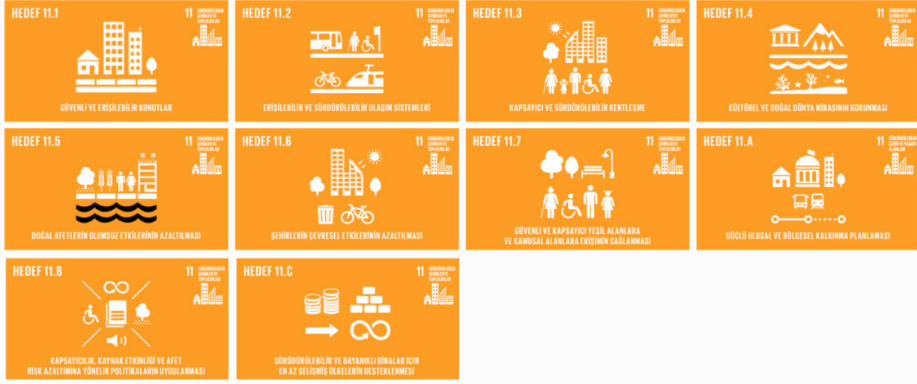 HEDEF 11.1
11
GÜVENLİ VE ERİŞİLEBİLİR KONUTLAR
HEDEF 11.2
11
ERİŞİLEBİLİR VE SÜRDÜRÜLEBİLİR ULAŞIM SİSTEMLERİ
HEDEF 11.3
11
KAPSAYICI VE SÜRDÜRÜLEBİLİR KENTLEŞME
HEDEF 11.4
11
KÜLTÜREL VE DOĞAL DÜNYA MİRASININ KORUNMASI
HEDEF 11.5
11
DOĞAL AFETLERİN OLUMSUZ ETKİLERİNİN AZALTILMASI
HEDEF 11.6
11
ŞEHİRLERİN ÇEVRESEL ETKİLERİNİN AZALTILMASI
HEDEF 11.7
11
GÜVENLİ VE KAPSAYICI YEŞİL ALANLARA
VE KAMUSAL ALANLARA ERİŞİMİN SAĞLANMASI
HEDEF 11.A
11
GÜÇLÜ ULUSAL VE BÖLGESEL KALKINMA PLANLAMASI
HEDEF 11.B
11
KAPSAYICILIK, KAYNAK ETKİNLİĞİ VE AFET
RİSK AZALTIMINA YÖNELİK POLİTİKALARIN UYGULANMASI
HEDEF 11.C
11
SÜRÜDÜRÜLEBİLİR VE DAYANIKLI BİNALAR İÇİN
EN AZ GELİŞMİŞ ÜLKELERİN DESTEKLENMESİ